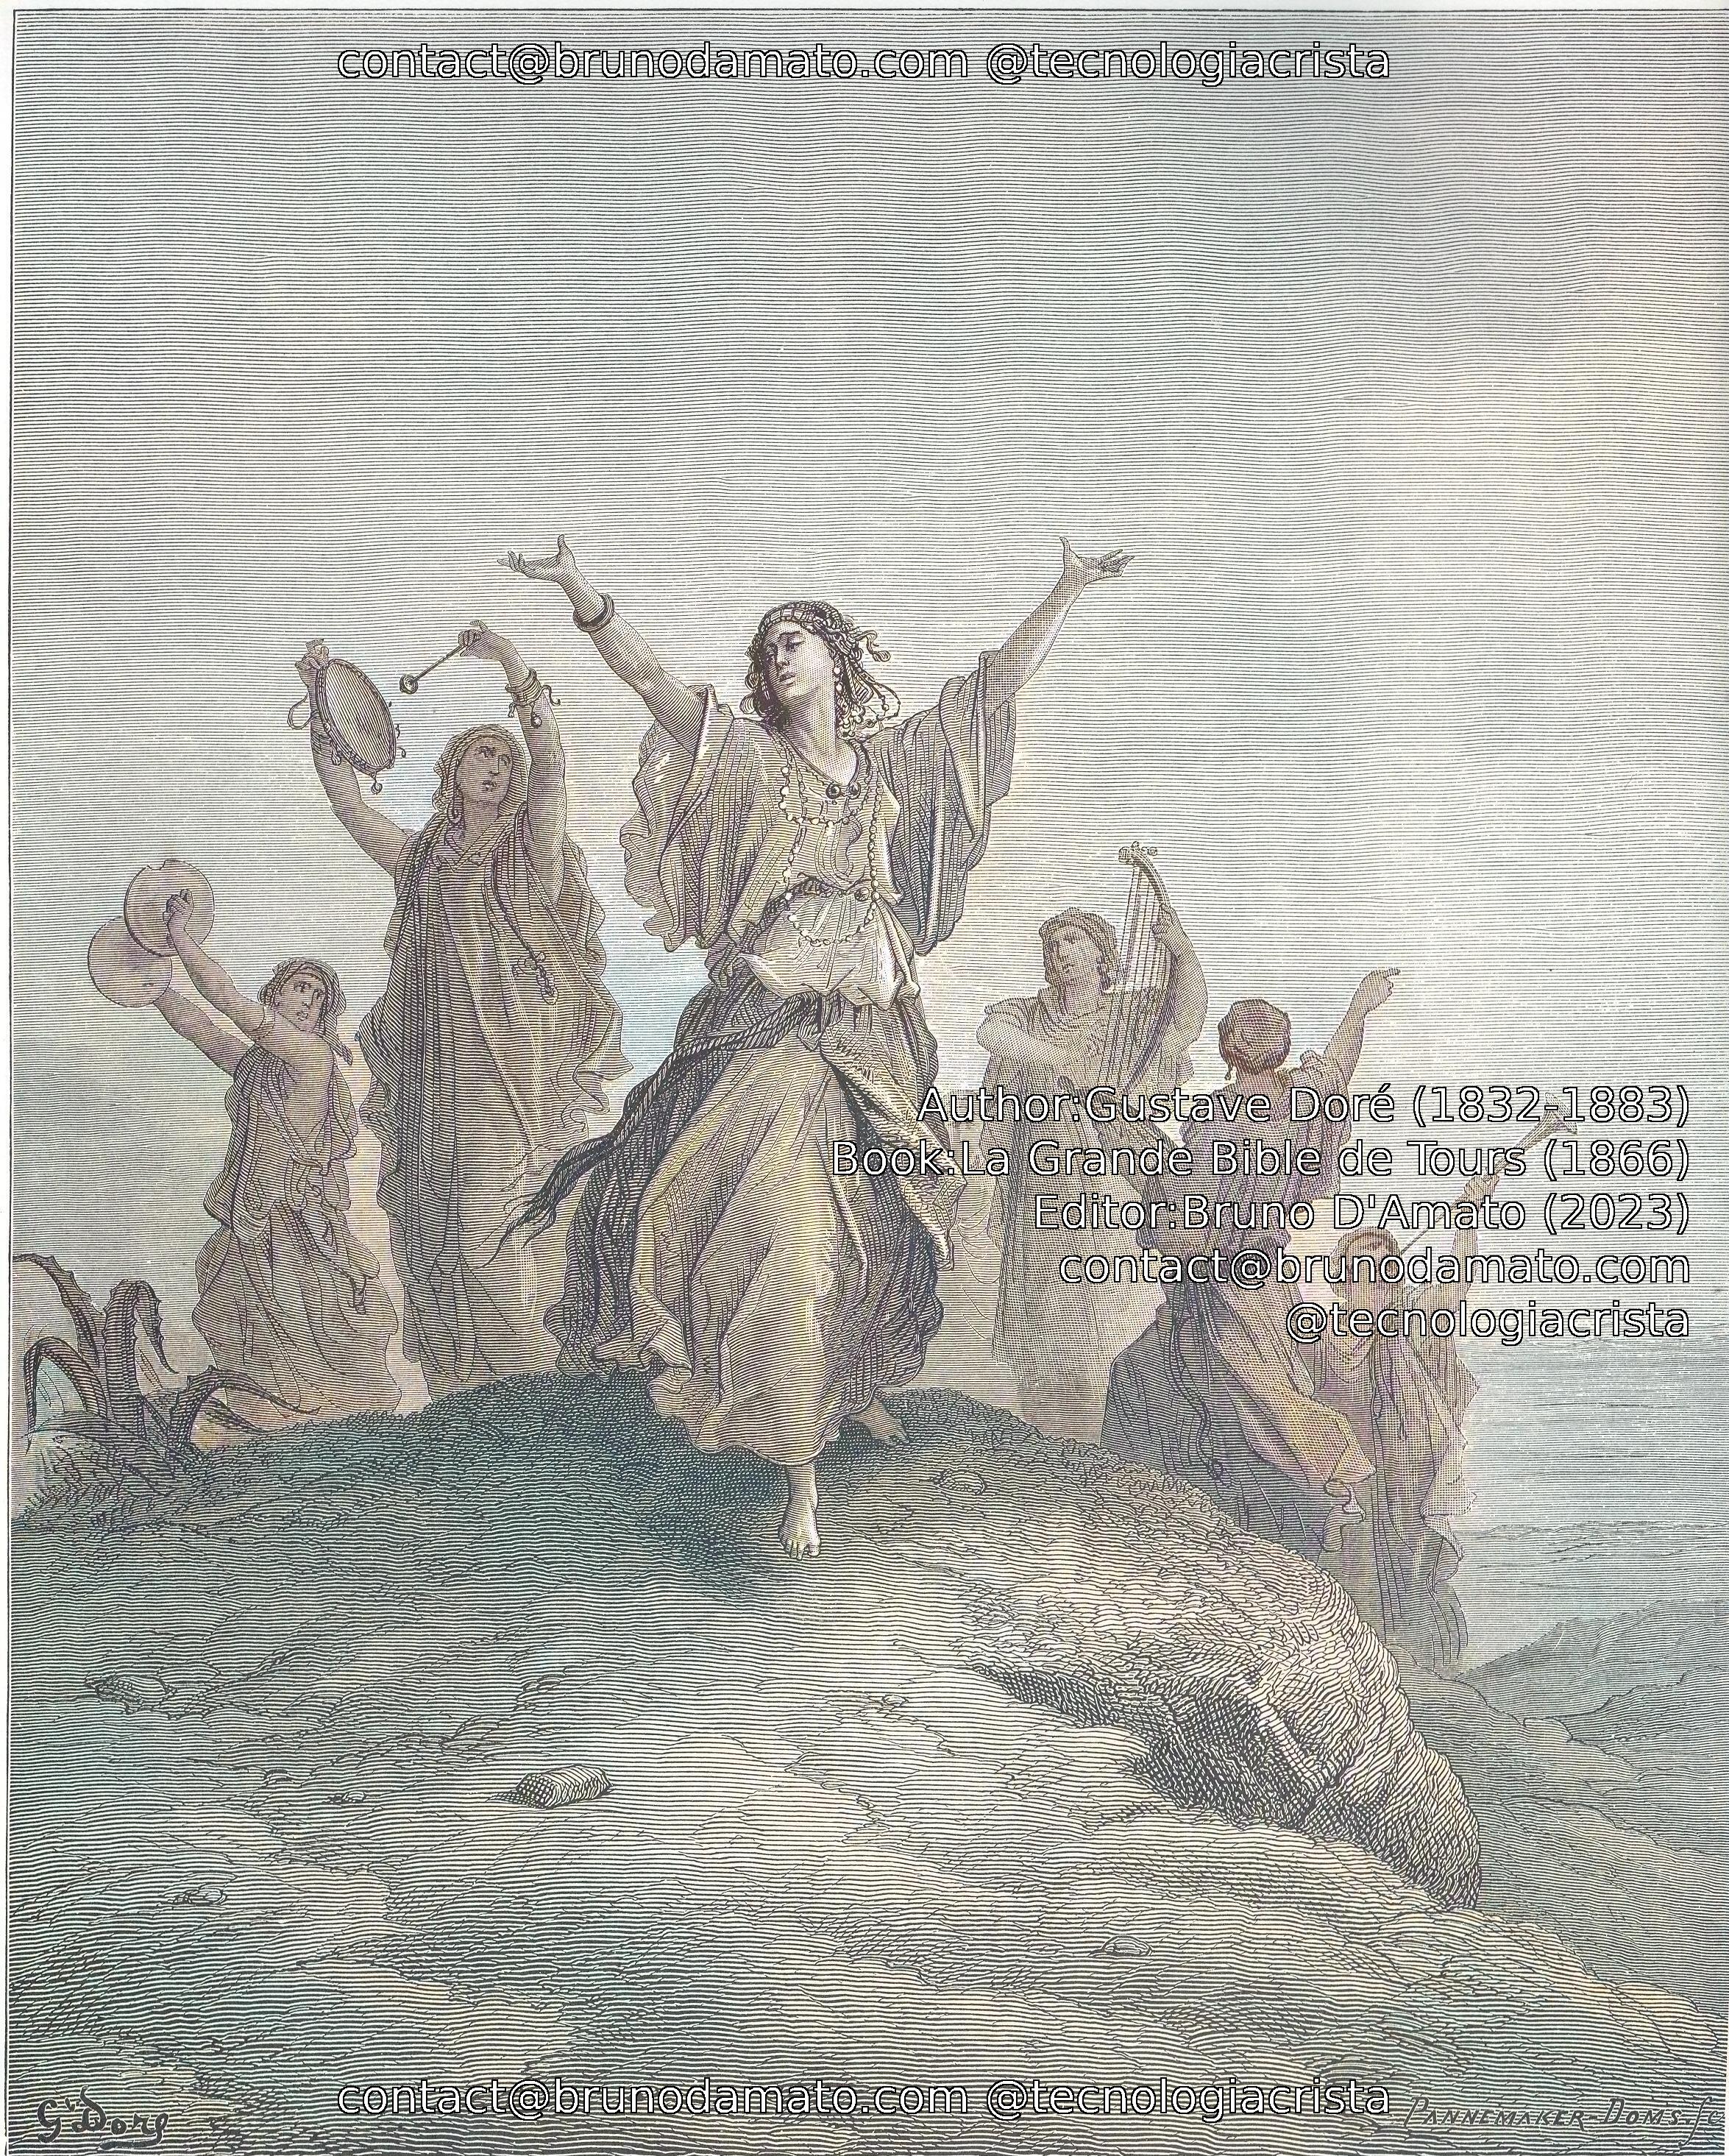 contact@brunodamato.com @tecnologiacrista
Author:Gustave Doré (1832-1883)
Book:La Grande Bible de Tours (1866)
Editor:Bruno D'Amato (2023)
contact@brunodamato.com
@tecnologiacrista
contact@brunodamato.com @tecnologiacrista
G. Doré
PANNEMAKER-DOMS. Sc